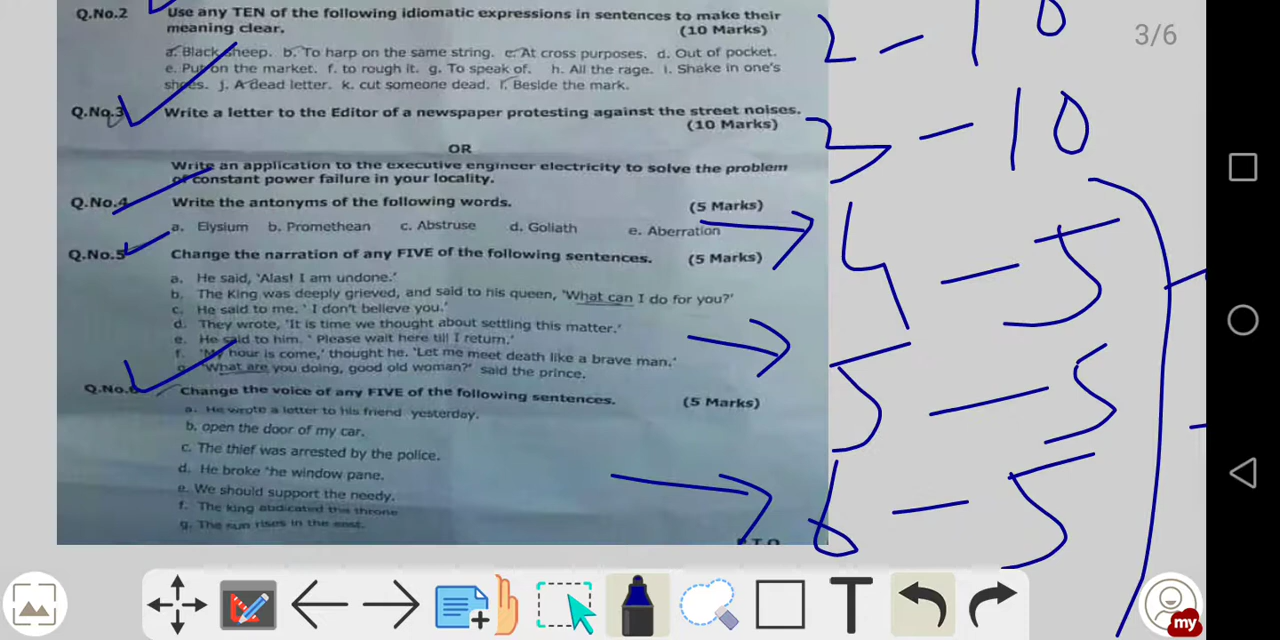 Q.No.2 Use any TEN of the following idiomatic expressions in sentences to make their
meaning clear. (10 Marks)
a. Black sheep. b. To harp on the same string. c. At cross purposes. d. Out of pocket.
e. Put on the market. f. to rough it. g. To speak of. h. All the rage. i. Shake in one's
shoes. j. A dead letter. k. cut someone dead. l. Beside the mark.
Q.No.3 Write a letter to the Editor of a newspaper protesting against the street noises.
(10 Marks)
OR
Write an application to the executive engineer electricity to solve the problem
of constant power failure in your locality.
Q.No.4 Write the antonyms of the following words. (5 Marks)
a. Elysium b. Promethean c. Abstruse d. Goliath e. Aberration
Q.No.5 Change the narration of any FIVE of the following sentences. (5 Marks)
a. He said, 'Alas! I am undone.'
b. The King was deeply grieved, and said to his queen, 'What can I do for you?'
c. He said to me. ' I don't believe you.'
d. They wrote, 'It is time we thought about settling this matter.'
e. He said to him. ' Please wait here till I return.'
f. 'My hour is come,' thought he. 'Let me meet death like a brave man.'
g. 'What are you doing, good old woman?' said the prince.
Q.No.6 Change the voice of any FIVE of the following sentences. (5 Marks)
a. He wrote a letter to his friend yesterday.
b. open the door of my car.
c. The thief was arrested by the police.
d. He broke the window pane.
e. We should support the needy.
f. The king abdicated the throne
g. The sun rises in the east.
P.T.O
2 - 10
3 - 10
4 - 5
5 - 5
6 - 5
3/6
T
my